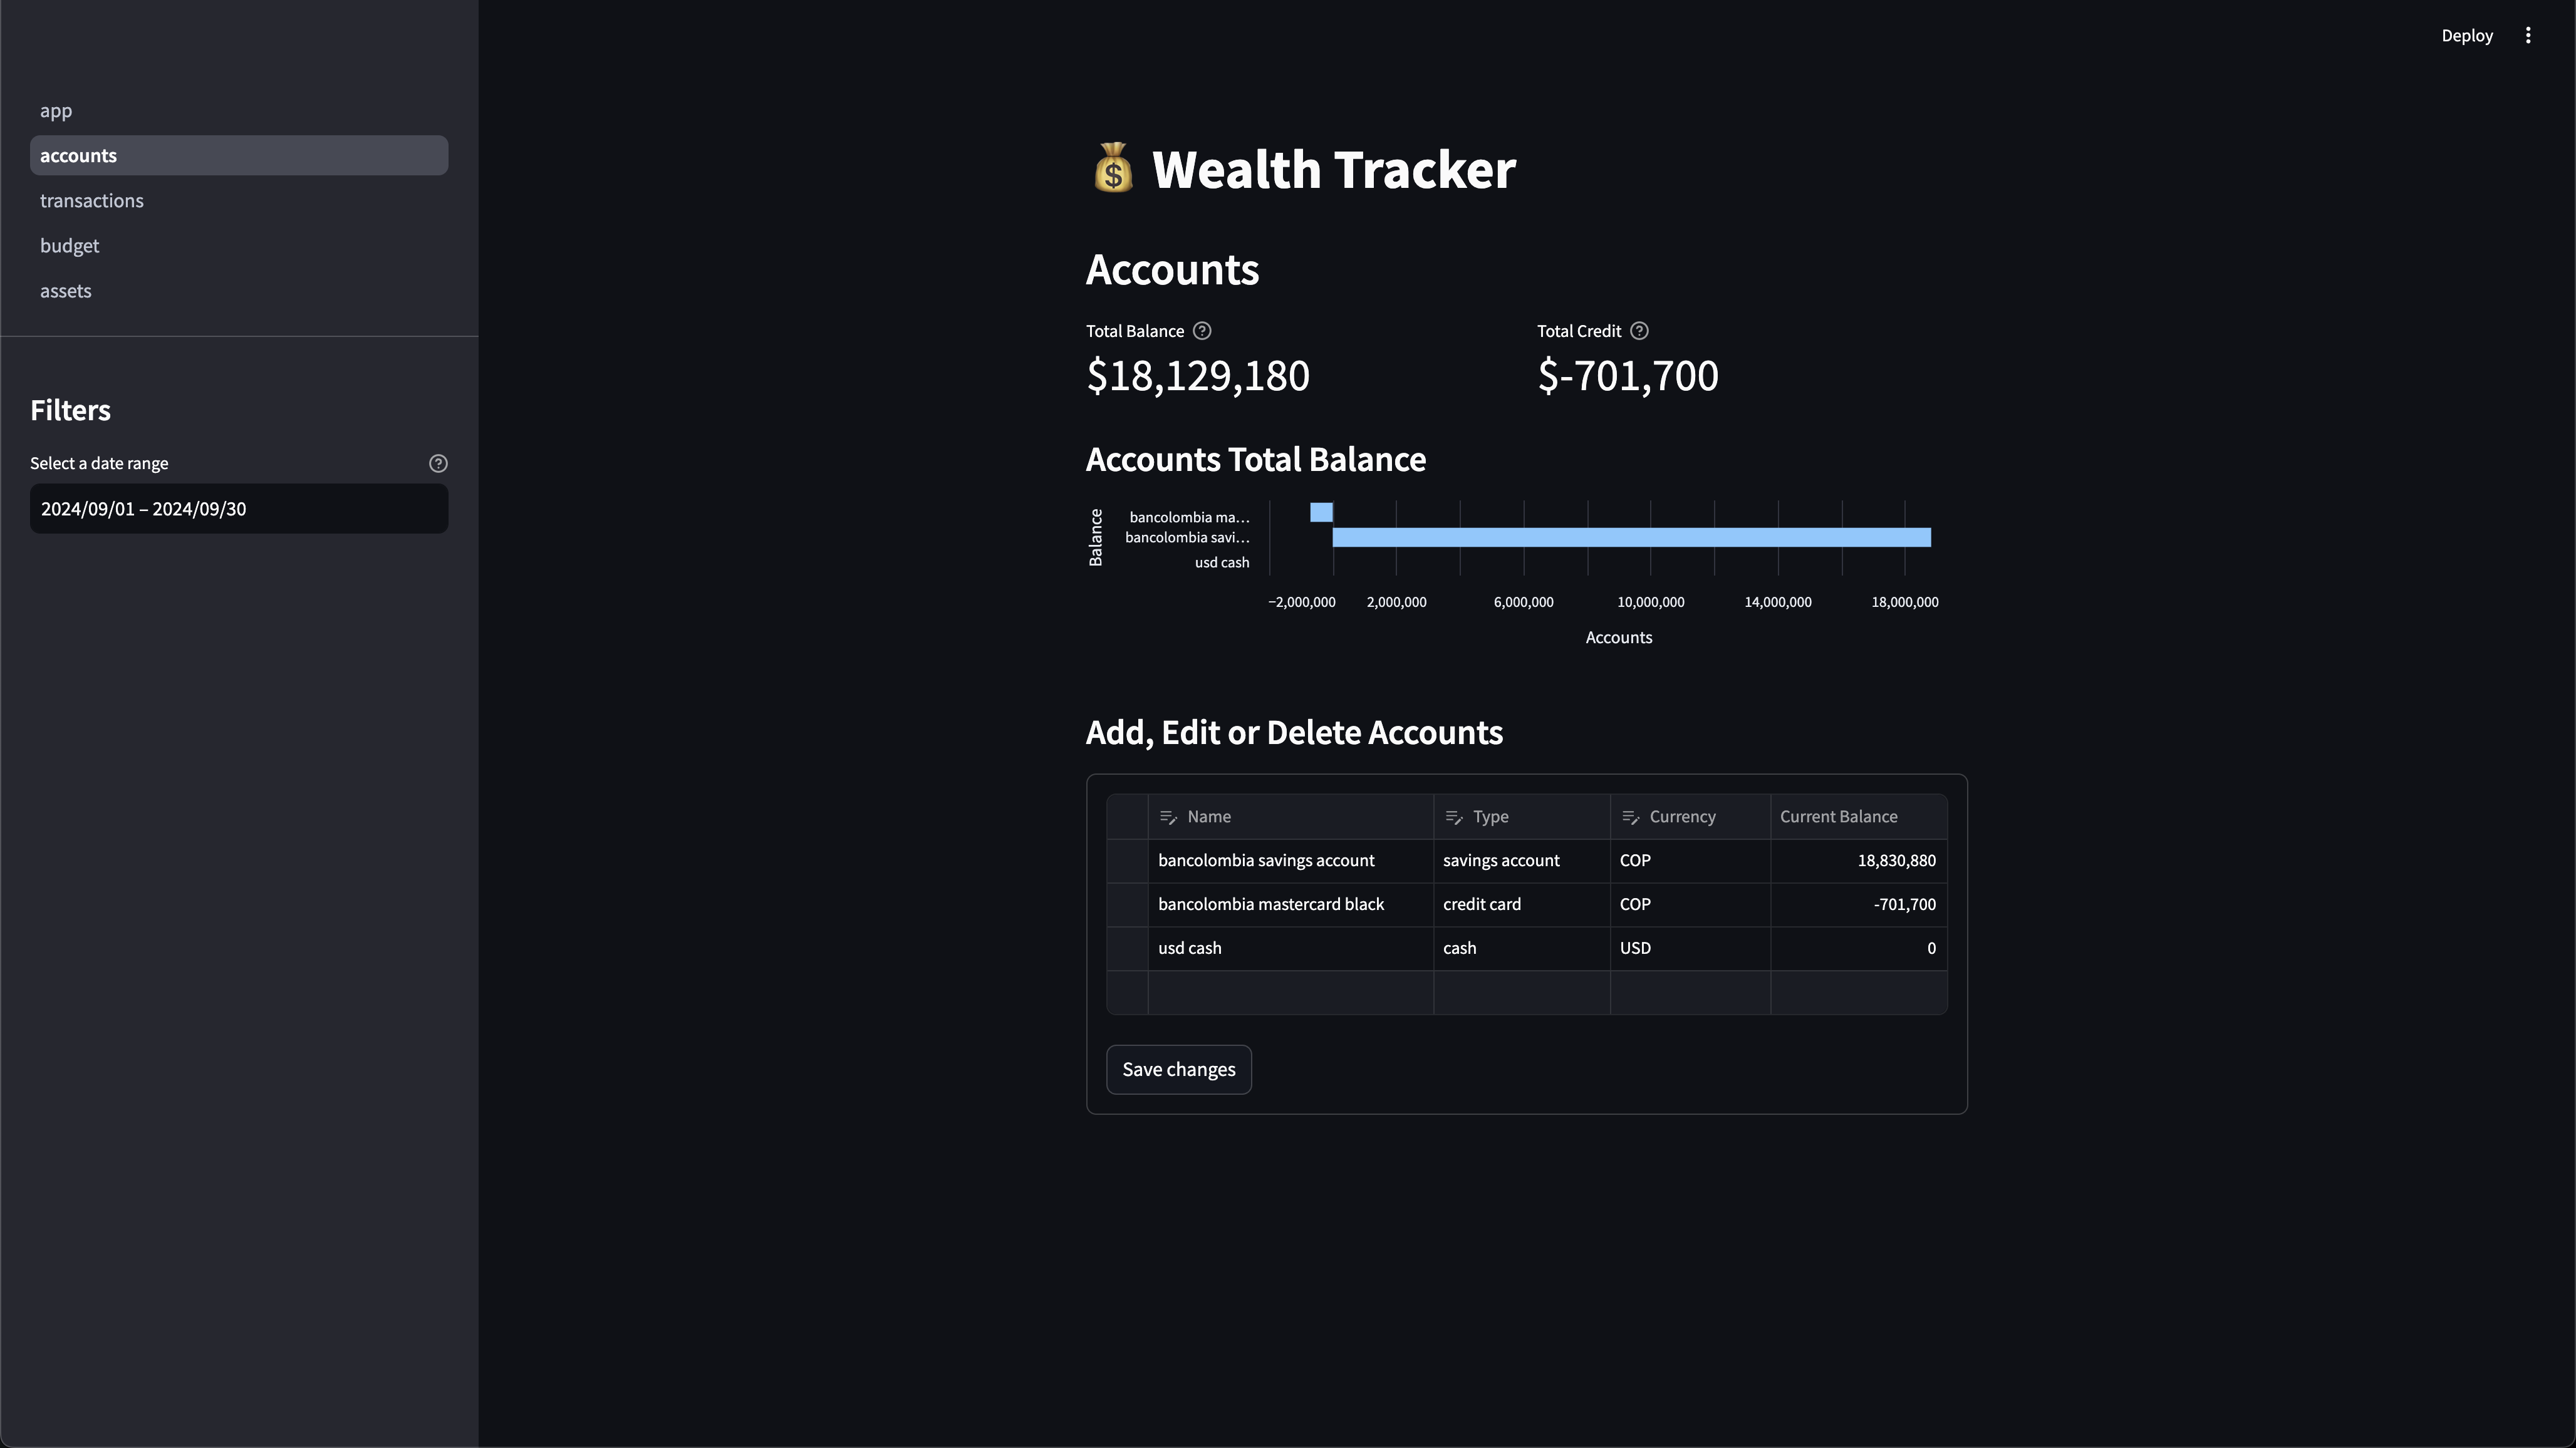 Deploy
app
accounts
transactions
budget
assets
Filters
Select a date range
2024/09/01 – 2024/09/30
Wealth Tracker
Accounts
Total Balance
$18,129,180
Total Credit
$-701,700
Accounts Total Balance
Balance
bancolombia ma…
bancolombia savi…
usd cash
−2,000,000 2,000,000 6,000,000 10,000,000 14,000,000 18,000,000
Accounts
Add, Edit or Delete Accounts
Name Type Currency Current Balance
bancolombia savings account savings account COP 18,830,880
bancolombia mastercard black credit card COP -701,700
usd cash cash USD 0
Save changes